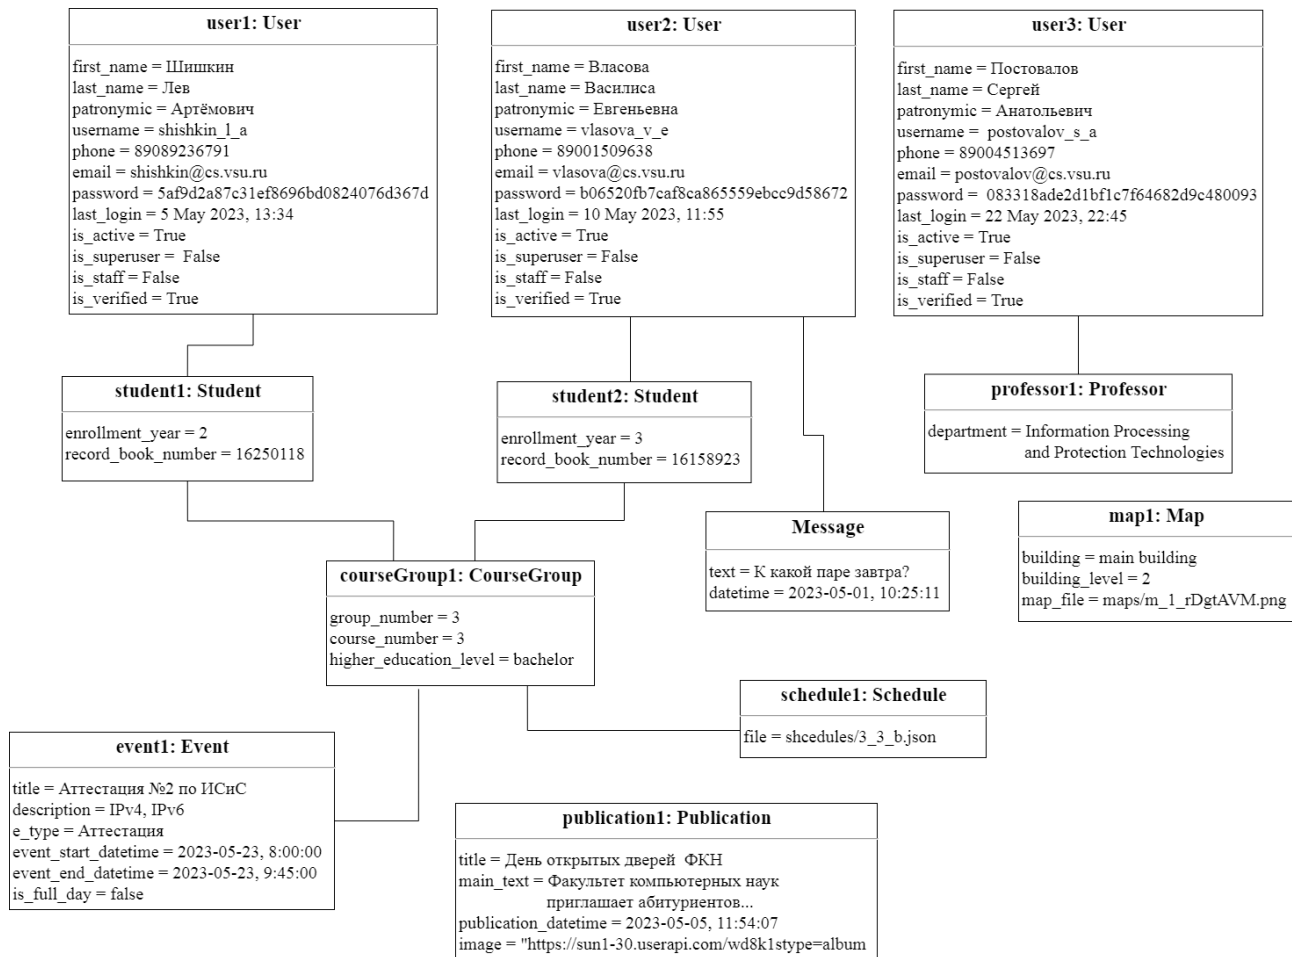 user1: User
first_name = Шишкин
last_name = Лев
patronymic = Артёмович
username = shishkin_l_a
phone = 89089236791
email = shishkin@cs.vsu.ru
password = 5af9d2a87c31ef8696bd0824076d367d
last_login = 5 May 2023, 13:34
is_active = True
is_superuser = False
is_staff = False
is_verified = True
user2: User
first_name = Власова
last_name = Василиса
patronymic = Евгеньевна
username = vlasova_v_e
phone = 89001509638
email = vlasova@cs.vsu.ru
password = b06520fb7caf8ca865559ebcc9d58672
last_login = 10 May 2023, 11:55
is_active = True
is_superuser = False
is_staff = False
is_verified = True
user3: User
first_name = Постовалов
last_name = Сергей
patronymic = Анатольевич
username = postovalov_s_a
phone = 89004513697
email = postovalov@cs.vsu.ru
password = 083318ade2d1bf1c7f64682d9c480093
last_login = 22 May 2023, 22:45
is_active = True
is_superuser = False
is_staff = False
is_verified = True
student1: Student
enrollment_year = 2
record_book_number = 16250118
student2: Student
enrollment_year = 3
record_book_number = 16158923
professor1: Professor
department = Information Processing
and Protection Technologies
Message
text = К какой паре завтра?
datetime = 2023-05-01, 10:25:11
map1: Map
building = main building
building_level = 2
map_file = maps/m_1_rDgtAVM.png
courseGroup1: CourseGroup
group_number = 3
course_number = 3
higher_education_level = bachelor
schedule1: Schedule
file = shcedules/3_3_b.json
event1: Event
title = Аттестация №2 по ИСиС
description = IPv4, IPv6
e_type = Аттестация
event_start_datetime = 2023-05-23, 8:00:00
event_end_datetime = 2023-05-23, 9:45:00
is_full_day = false
publication1: Publication
title = День открытых дверей ФКН
main_text = Факультет компьютерных наук
приглашает абитуриентов...
publication_datetime = 2023-05-05, 11:54:07
image = "https://sun1-30.userapi.com/wd8k1stype=album